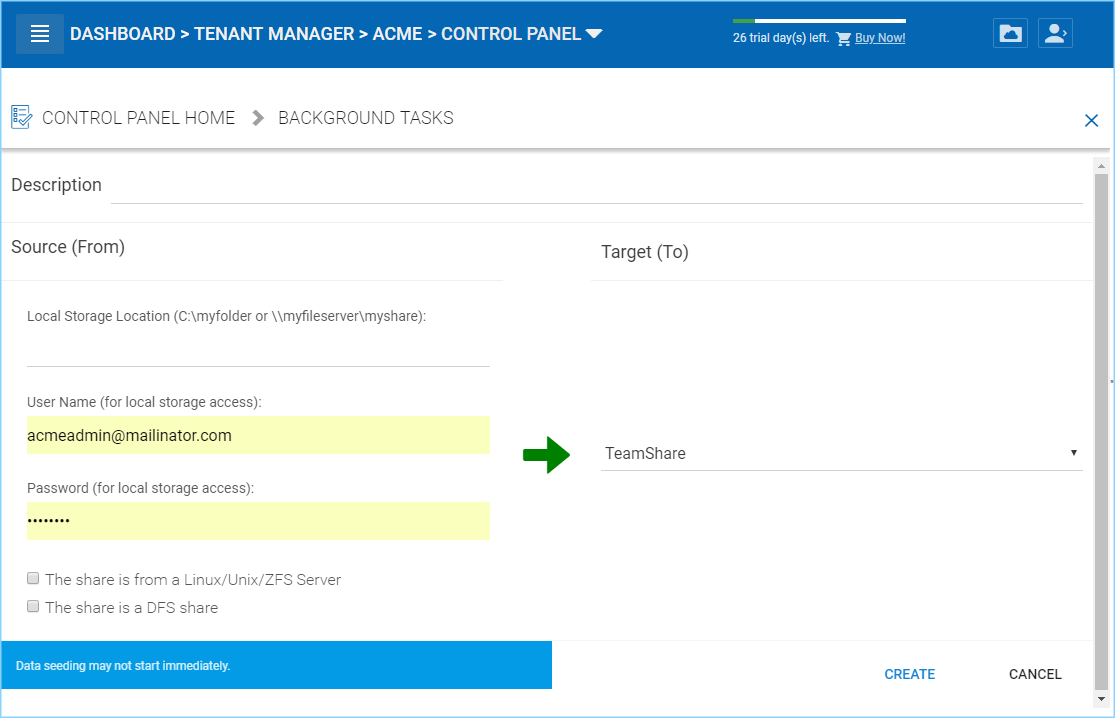 DASHBOARD > TENANT MANAGER > ACME > CONTROL PANEL
26 trial day(s) left. Buy Now!
CONTROL PANEL HOME BACKGROUND TASKS
Description
Source (From)
Target (To)
Local Storage Location (C:\myfolder or \\myfileserver\myshare):
User Name (for local storage access):
acmeadmin@mailinator.com
TeamShare
Password (for local storage access):
••••••••
The share is from a Linux/Unix/ZFS Server
The share is a DFS share
Data seeding may not start immediately.
CREATE CANCEL